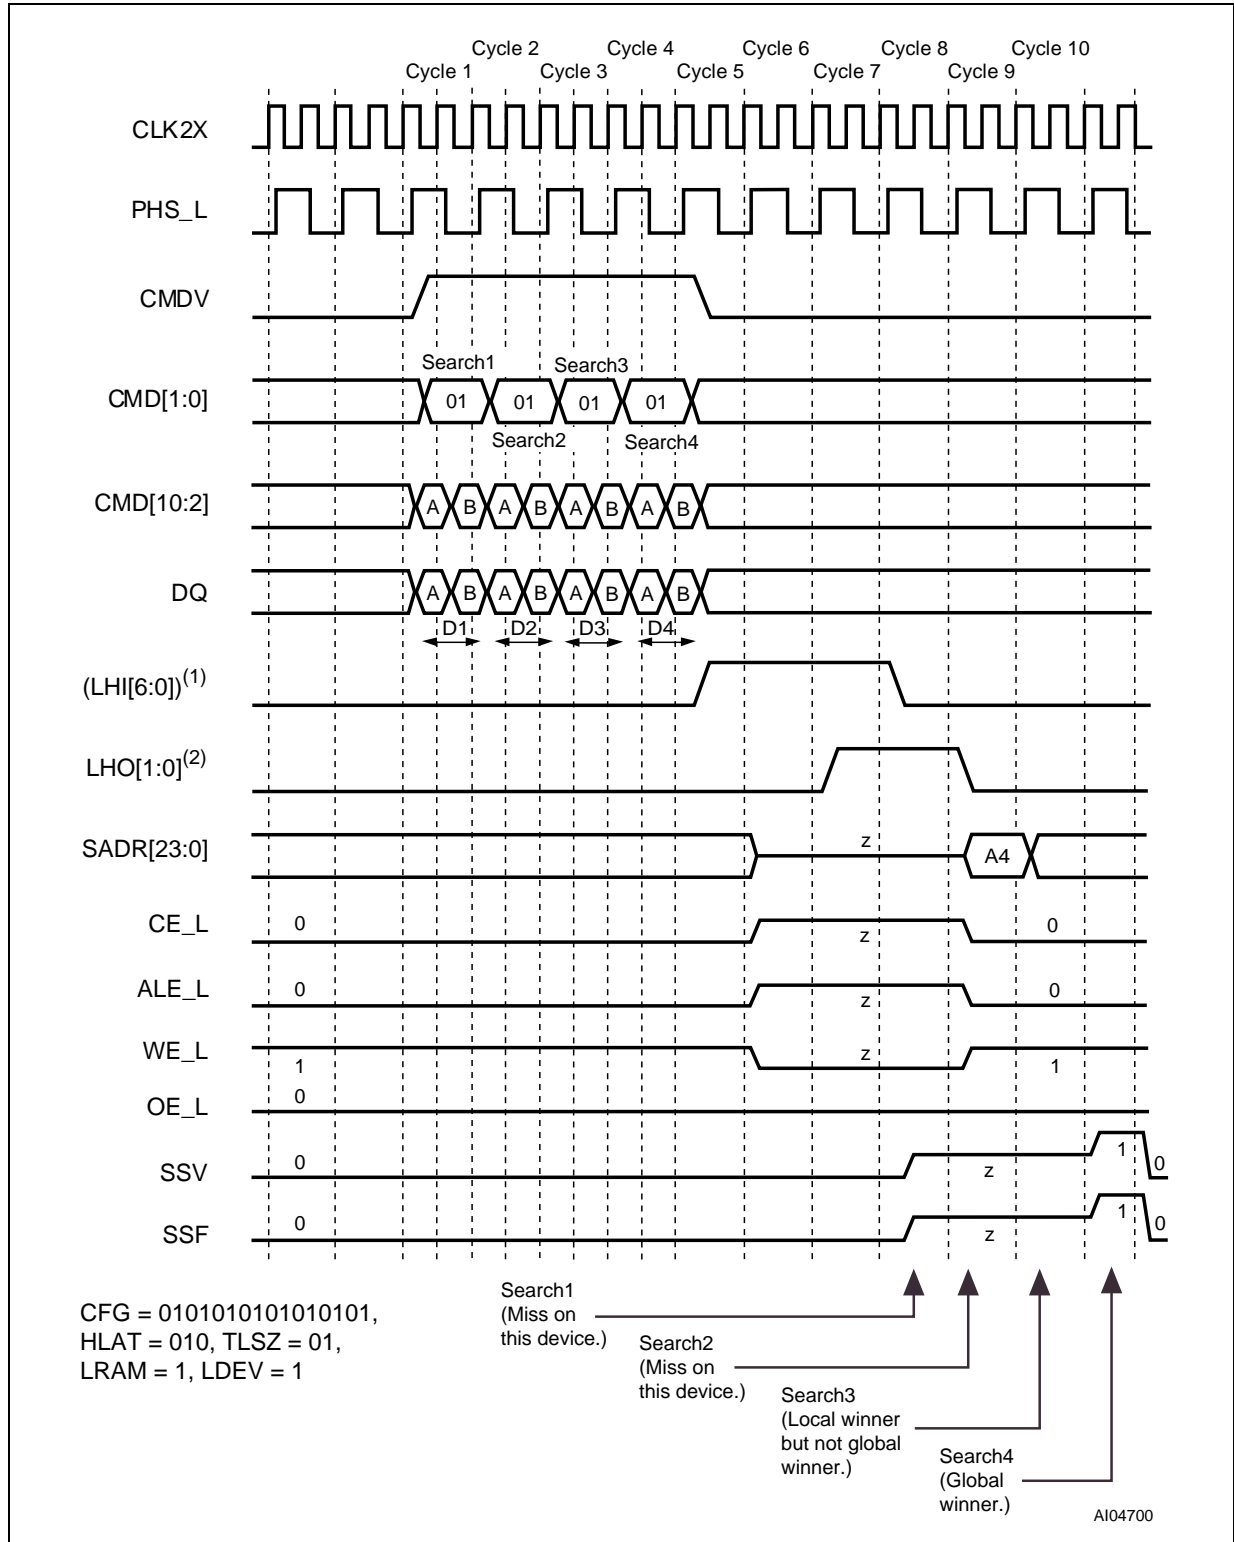 Cycle 2 Cycle 4 Cycle 6 Cycle 8 Cycle 10
Cycle 1 Cycle 3 Cycle 5 Cycle 7 Cycle 9
CLK2X
PHS_L
CMDV
Search1 Search3
CMD[1:0] 01 01 01 01
Search2 Search4
CMD[10:2] A B A B A B A B
DQ A B A B A B A B
D1 D2 D3 D4
(LHI[6:0])(1)
LHO[1:0](2)
SADR[23:0] z A4
CE_L 0 z 0
ALE_L 0 z 0
WE_L 1 z 1
OE_L 0
SSV 0 z 1 0
SSF 0 z 1 0
CFG = 0101010101010101,
HLAT = 010, TLSZ = 01,
LRAM = 1, LDEV = 1
Search1
(Miss on
this device.)
Search2
(Miss on
this device.)
Search3
(Local winner
but not global
winner.)
Search4
(Global
winner.)
AI04700